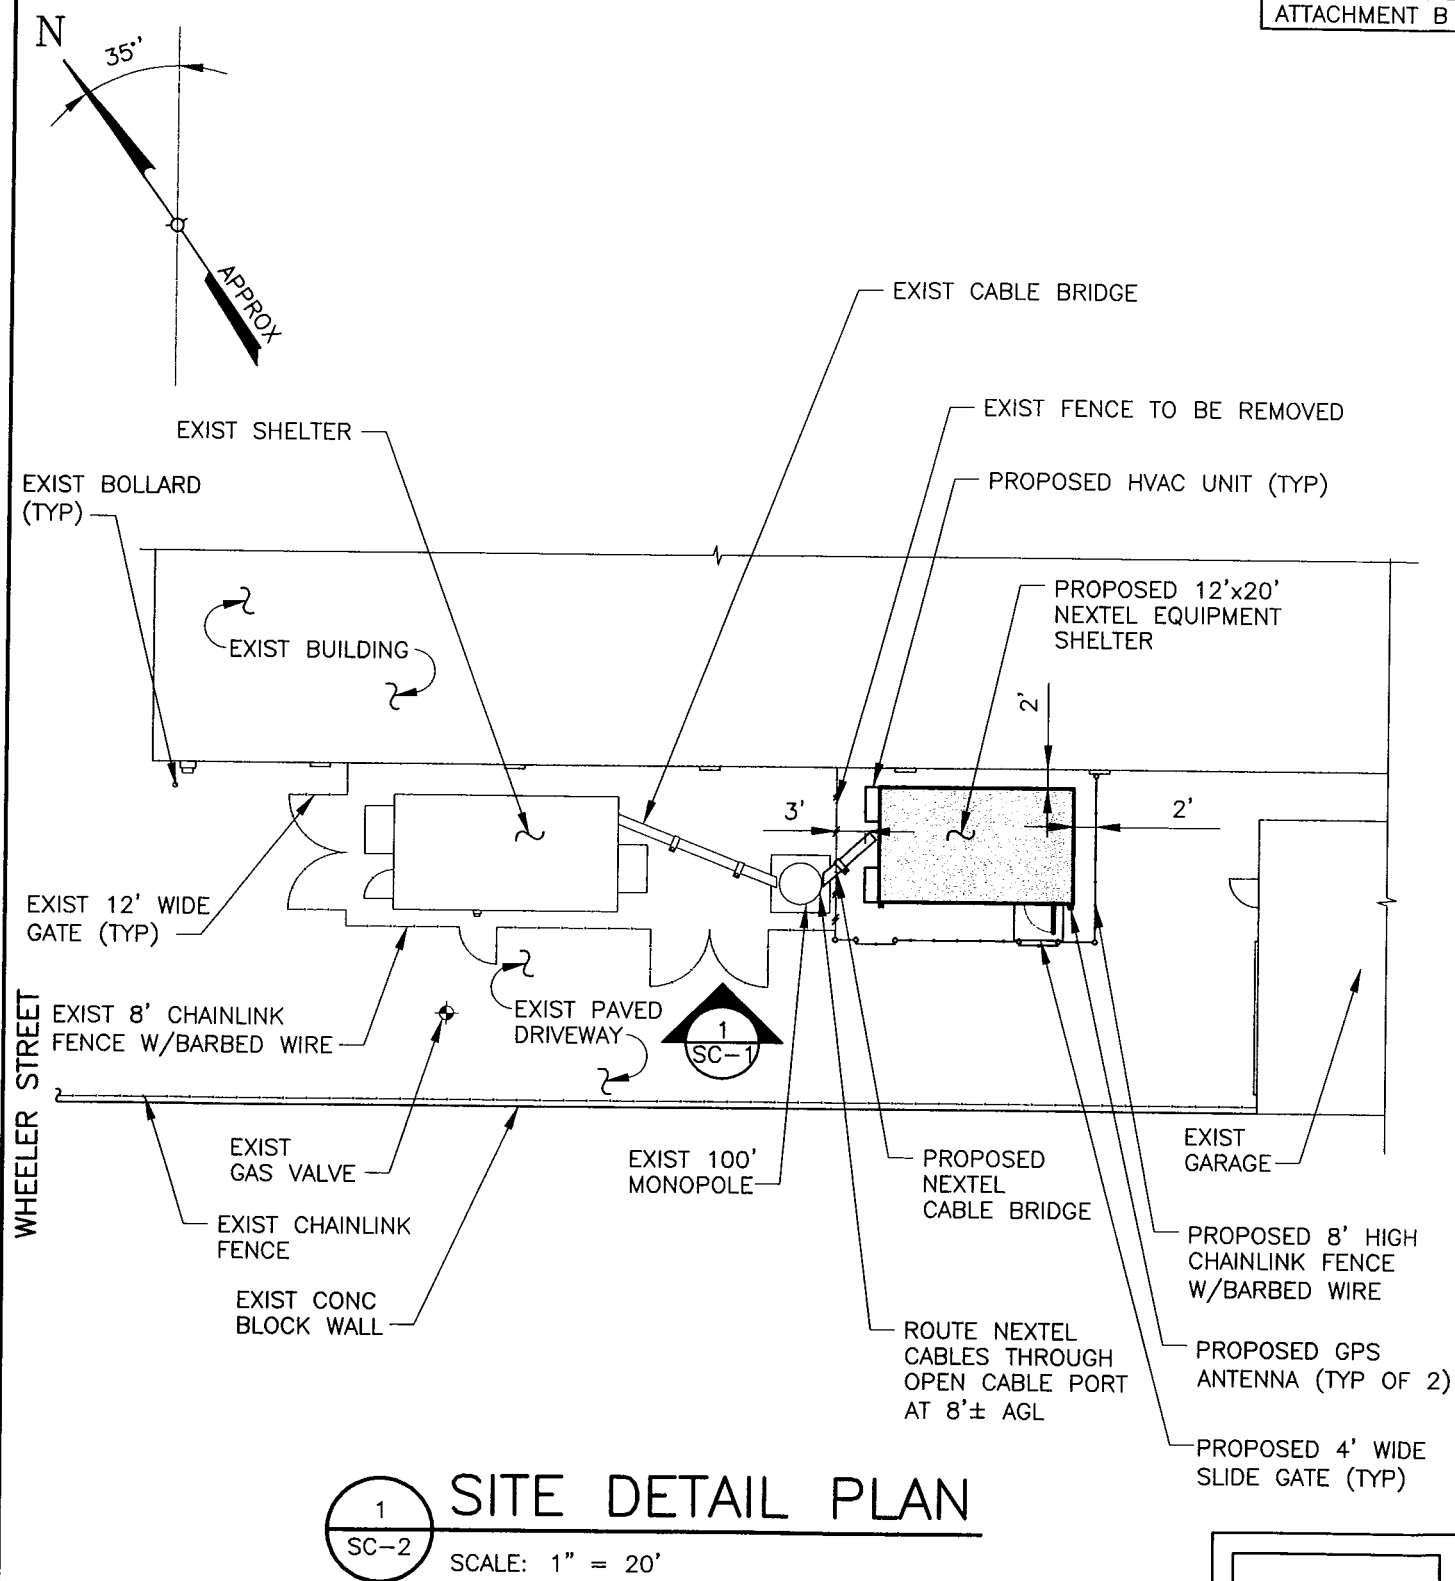 ATTACHMENT B
N
35°
APPROX
EXIST CABLE BRIDGE
EXIST FENCE TO BE REMOVED
EXIST SHELTER
PROPOSED HVAC UNIT (TYP)
EXIST BOLLARD
(TYP)
PROPOSED 12'x20'
NEXTEL EQUIPMENT
SHELTER
EXIST BUILDING
2'
3'
2'
EXIST 12' WIDE
GATE (TYP)
EXIST 8' CHAINLINK
FENCE W/BARBED WIRE
EXIST PAVED
DRIVEWAY
1
SC-1
WHEELER STREET
EXIST
GAS VALVE
EXIST 100'
MONOPOLE
PROPOSED
NEXTEL
CABLE BRIDGE
EXIST
GARAGE
EXIST CHAINLINK
FENCE
PROPOSED 8' HIGH
CHAINLINK FENCE
W/BARBED WIRE
EXIST CONC
BLOCK WALL
ROUTE NEXTEL
CABLES THROUGH
OPEN CABLE PORT
AT 8'± AGL
PROPOSED GPS
ANTENNA (TYP OF 2)
PROPOSED 4' WIDE
SLIDE GATE (TYP)
1
SC-2
SITE DETAIL PLAN
SCALE: 1" = 20'